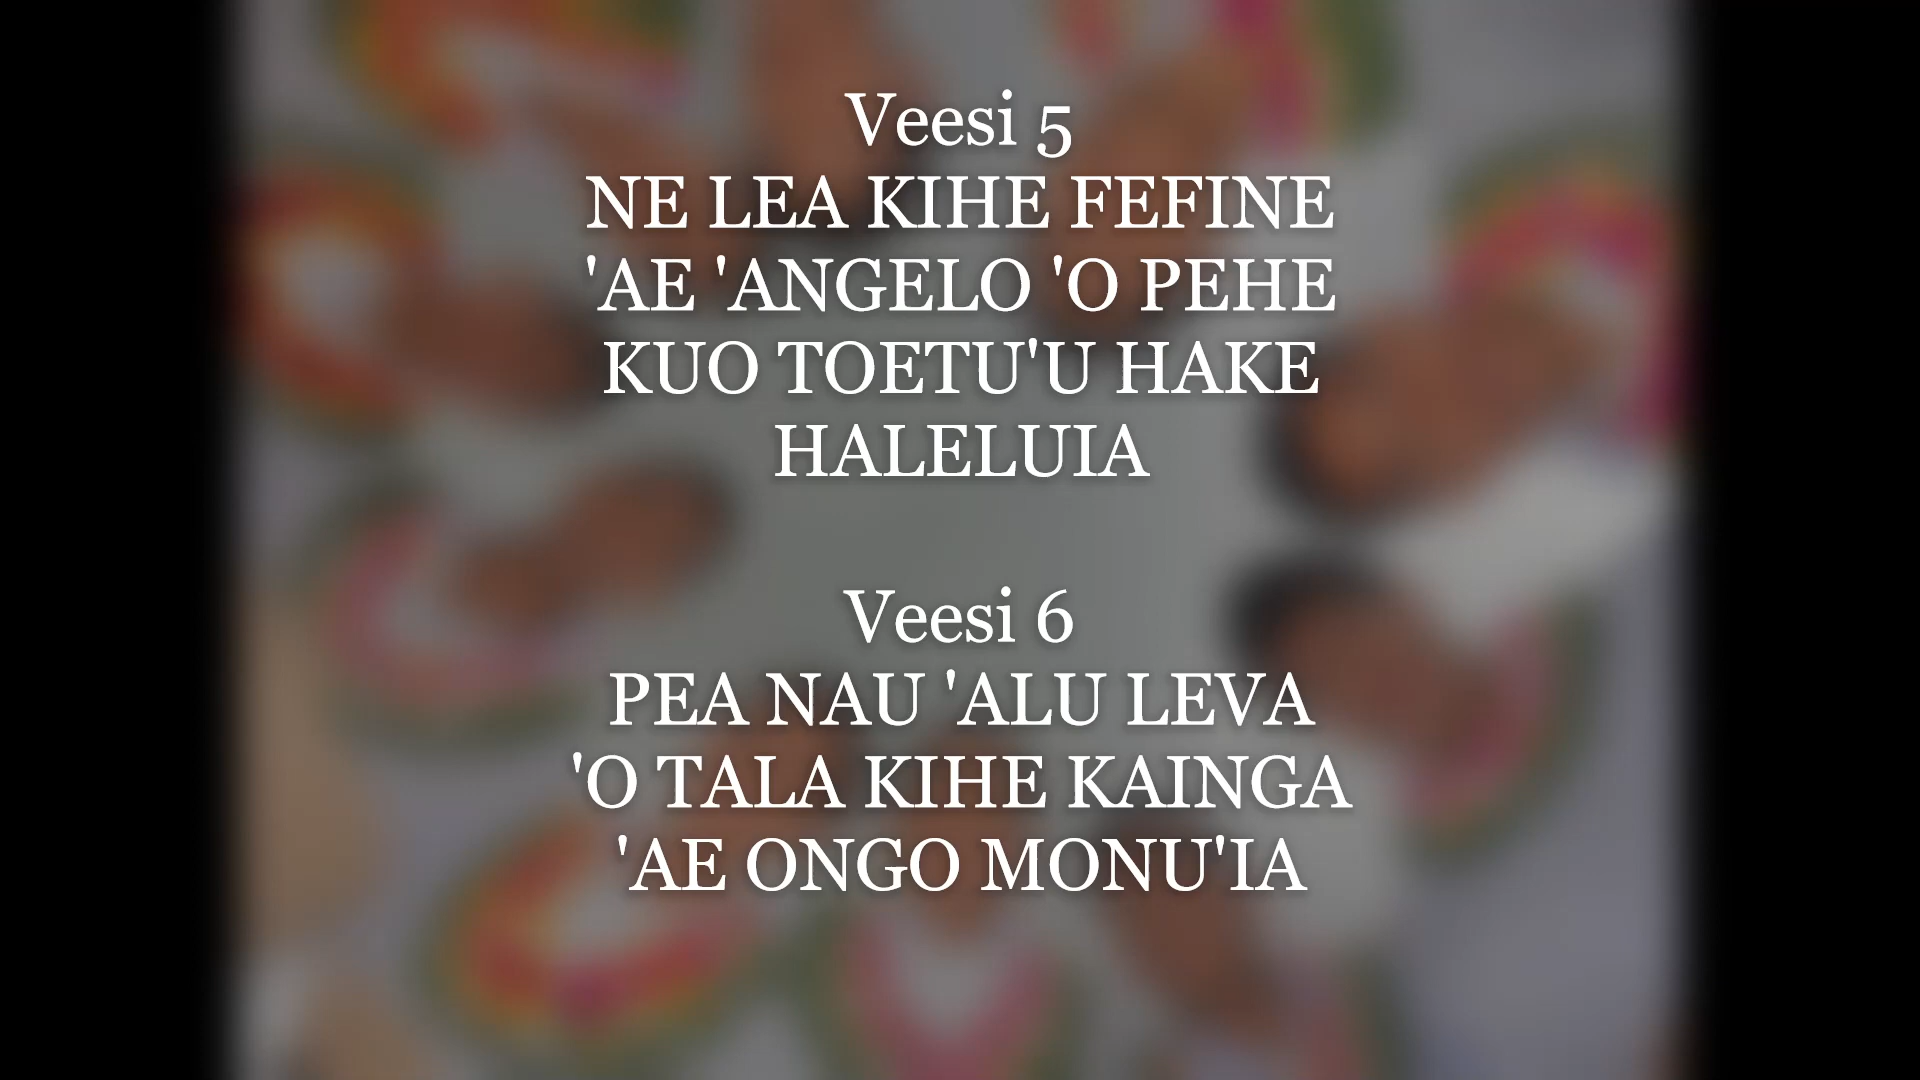 Veesi 5
NE LEA KIHE FEFINE
'AE 'ANGELO 'O PEHE
KUO TOETU'U HAKE
HALELUIA
Veesi 6
PEA NAU 'ALU LEVA
'O TALA KIHE KAINGA
'AE ONGO MONU'IA